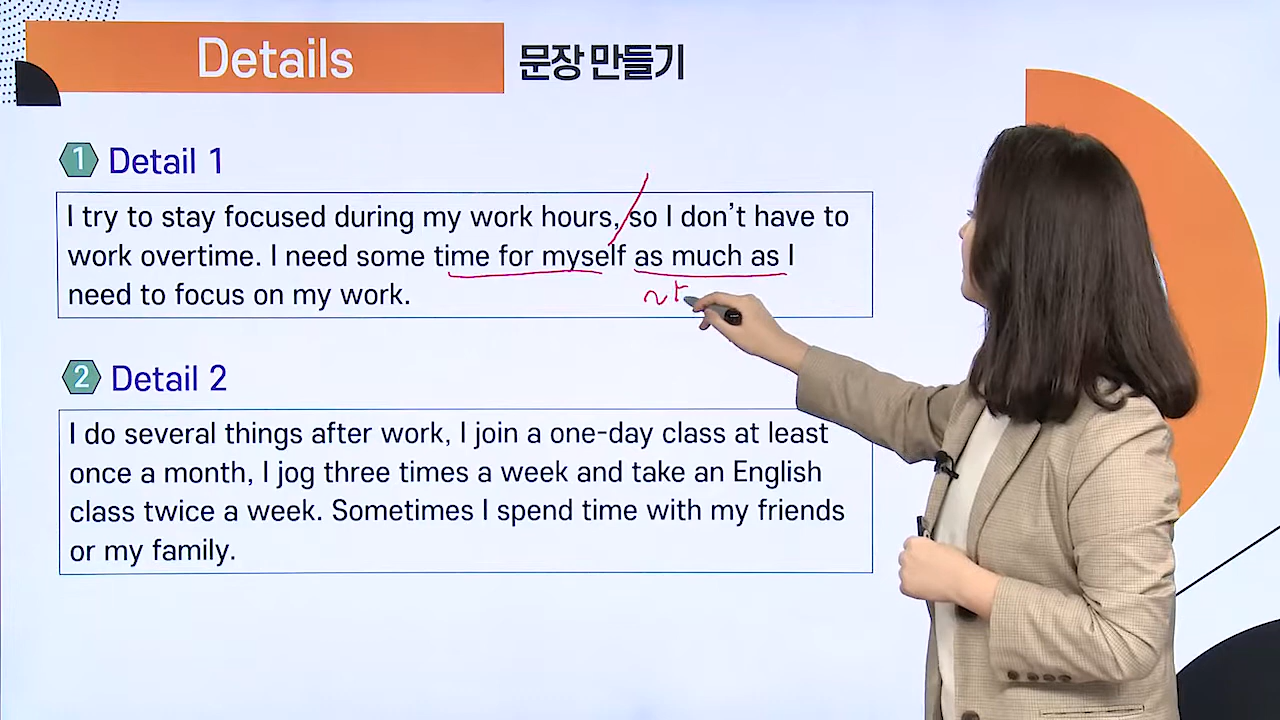 Details 문장 만들기
1 Detail 1
I try to stay focused during my work hours, so I don't have to
work overtime. I need some time for myself as much as I
need to focus on my work.
2 Detail 2
I do several things after work, I join a one-day class at least
once a month, I jog three times a week and take an English
class twice a week. Sometimes I spend time with my friends
or my family.